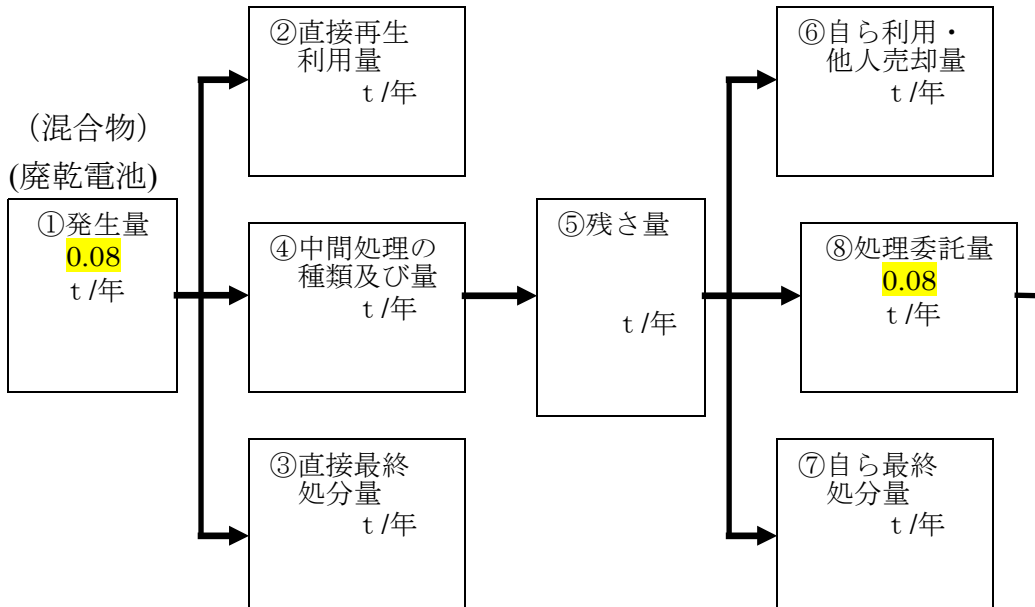 (混合物)
(廃乾電池)
①発生量
0.08
t/年
②直接再生
利用量
t/年
④中間処理の
種類及び量
t/年
③直接最終
処分量
t/年
⑤残さ量
t/年
⑥自ら利用・
他人売却量
t/年
⑧処理委託量
0.08
t/年
⑦自ら最終
処分量
t/年